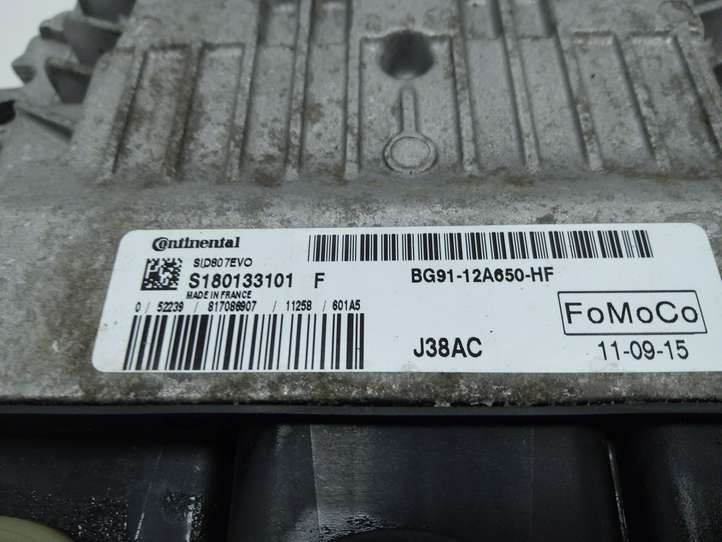 Continental
SID807EVO
S180133101 F
MADE IN FRANCE
0 / 52239 / 817086907 / 11258 / 601A5
BG91-12A650-HF
FoMoCo
J38AC
11-09-15